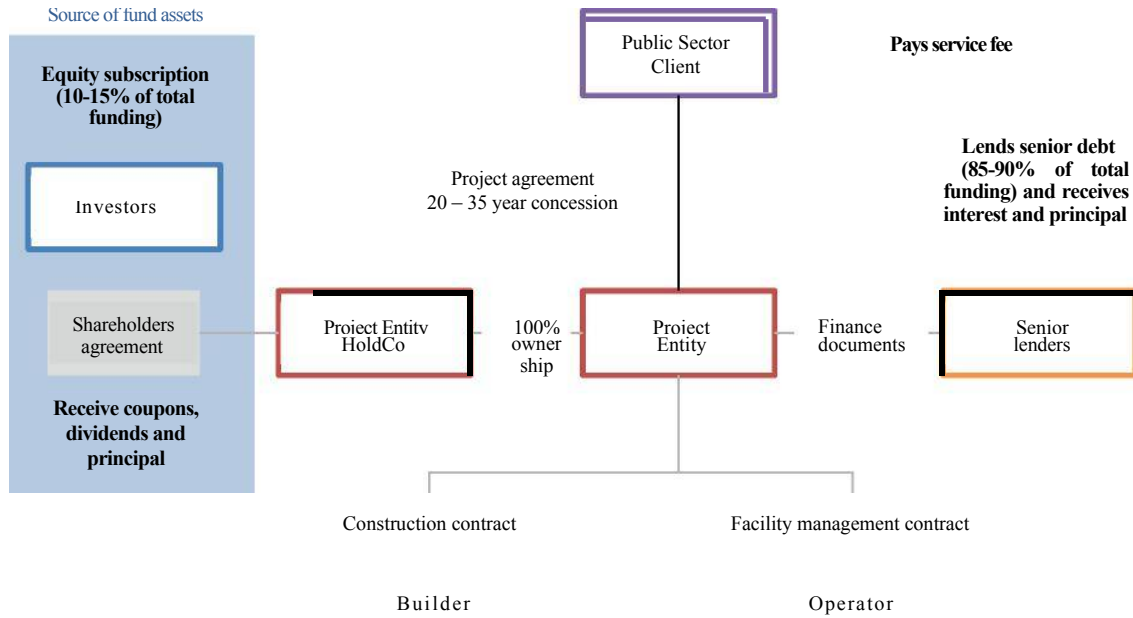 Source of fund assets
Equity subscription
(10-15% of total
funding)
Investors
Shareholders
agreement
Receive coupons,
dividends and
principal
Public Sector
Client
Pays service fee
Project agreement
20 – 35 year concession
Lends senior debt
(85-90% of total
funding) and receives
interest and principal
Project Entity
HoldCo
100%
owner
ship
Project
Entity
Finance
documents
Senior
lenders
Construction contract
Facility management contract
Builder
Operator